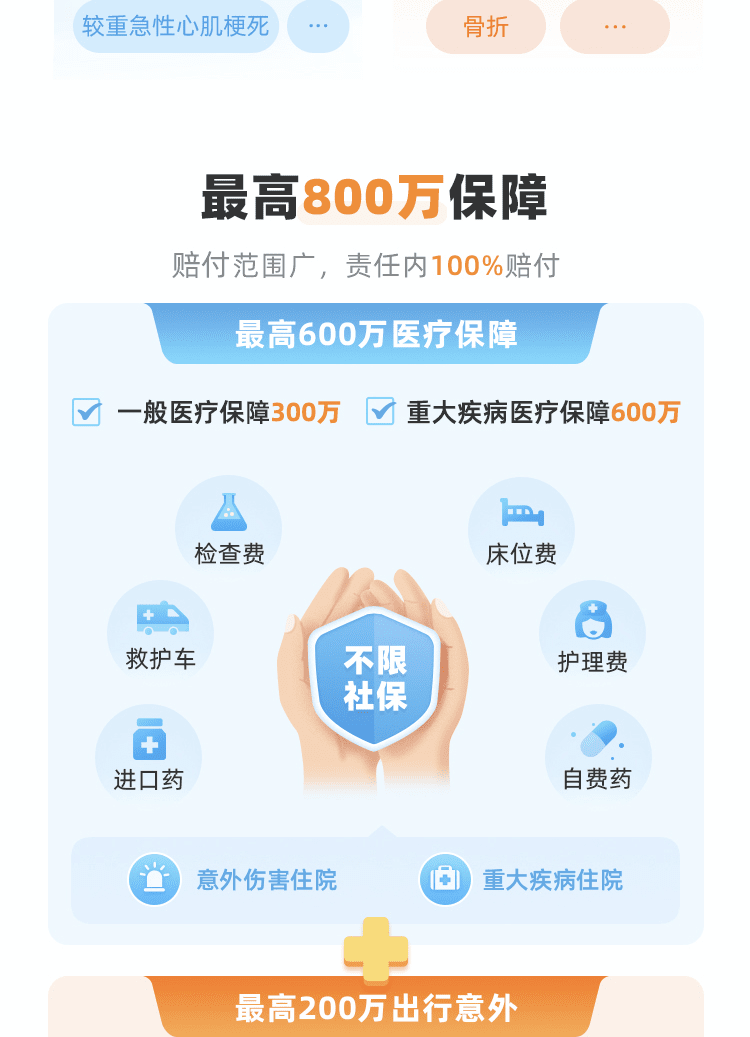 较重急性心肌梗死 ...
骨折 ...
最高800万保障
赔付范围广，责任内100%赔付
最高600万医疗保障
一般医疗保障300万
重大疾病医疗保障600万
检查费
床位费
救护车
护理费
不限
社保
进口药
自费药
意外伤害住院
重大疾病住院
最高200万出行意外